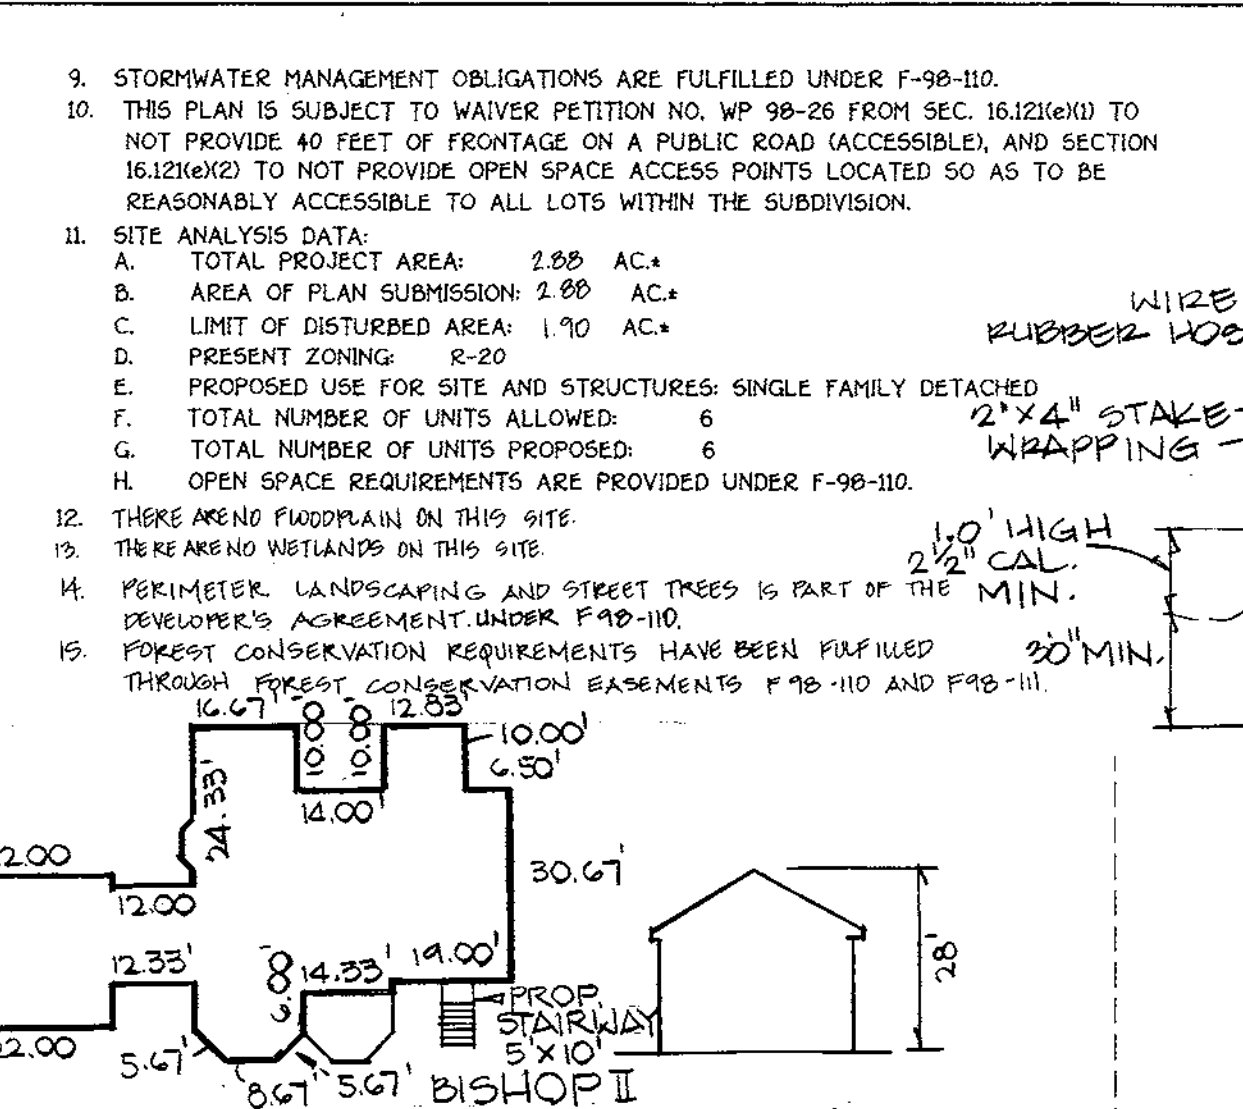 9. STORMWATER MANAGEMENT OBLIGATIONS ARE FULFILLED UNDER F-98-110.
10. THIS PLAN IS SUBJECT TO WAIVER PETITION NO. WP 98-26 FROM SEC. 16.121(e)(1) TO
NOT PROVIDE 40 FEET OF FRONTAGE ON A PUBLIC ROAD (ACCESSIBLE), AND SECTION
16.121(e)(2) TO NOT PROVIDE OPEN SPACE ACCESS POINTS LOCATED SO AS TO BE
REASONABLY ACCESSIBLE TO ALL LOTS WITHIN THE SUBDIVISION.
11. SITE ANALYSIS DATA:
A. TOTAL PROJECT AREA: 2.88 AC.±
B. AREA OF PLAN SUBMISSION: 2.88 AC.±
C. LIMIT OF DISTURBED AREA: 1.90 AC.±
D. PRESENT ZONING: R-20
E. PROPOSED USE FOR SITE AND STRUCTURES: SINGLE FAMILY DETACHED
F. TOTAL NUMBER OF UNITS ALLOWED: 6
G. TOTAL NUMBER OF UNITS PROPOSED: 6
H. OPEN SPACE REQUIREMENTS ARE PROVIDED UNDER F-98-110.
12. THERE ARE NO FLOODPLAIN ON THIS SITE.
13. THERE ARE NO WETLANDS ON THIS SITE.
14. PERIMETER LANDSCAPING AND STREET TREES IS PART OF THE
DEVELOPER'S AGREEMENT. UNDER F98-110.
15. FOREST CONSERVATION REQUIREMENTS HAVE BEEN FULFILLED
THROUGH FOREST CONSERVATION EASEMENTS F98-110 AND F98-111.
WIRE
RUBBER HOS
2"X4" STAKE
WRAPPING
1.0' HIGH
2½" CAL.
MIN.
30"MIN.
16.67'
10.00'
10.00'
12.83'
10.00'
6.50'
24.33'
14.00'
2.00
12.00
30.67'
12.33'
6.00'
14.33'
19.00'
PROP.
STAIRWAY
5'X10'
28'
2.00
5.67'
8.67'
5.67'
BISHOP II